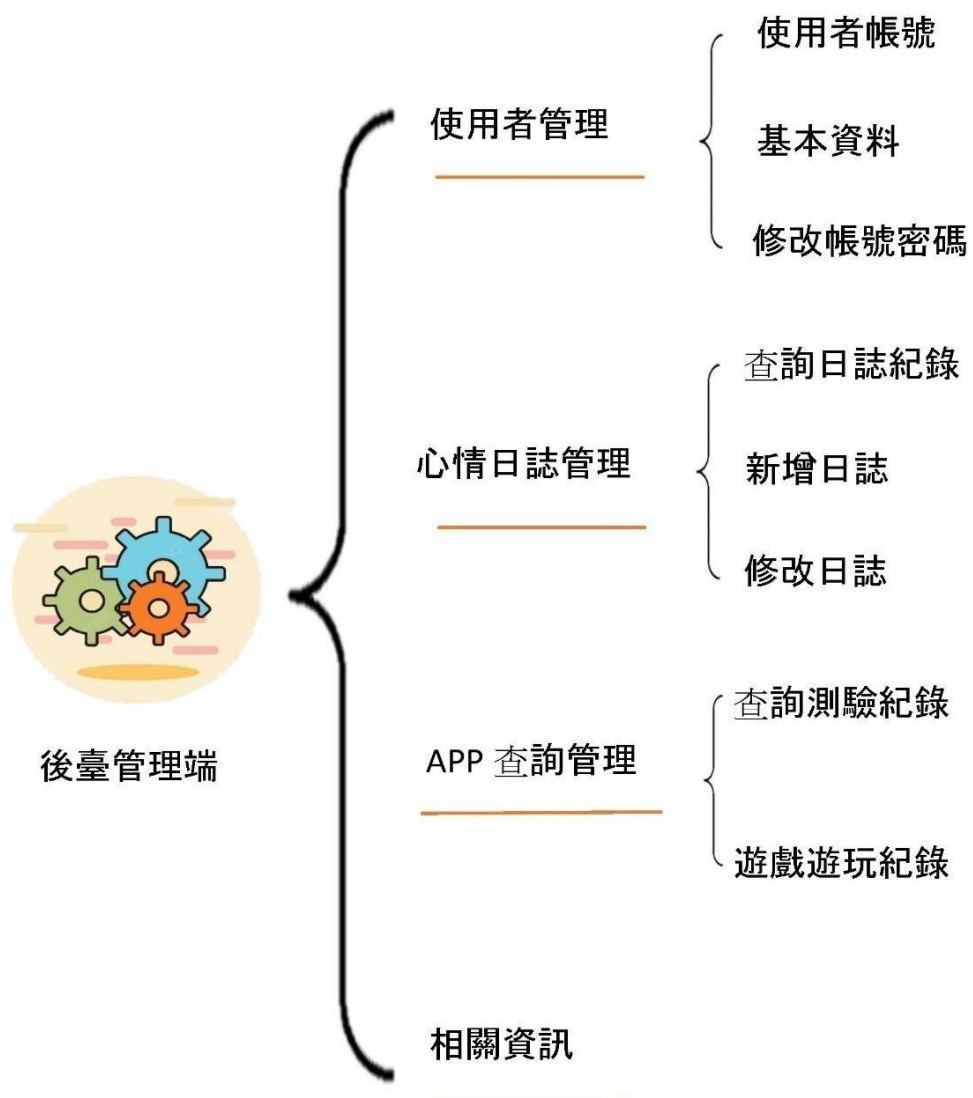 使用者帳號
使用者管理
基本資料
修改帳號密碼
查詢日誌紀錄
心情日誌管理
新增日誌
修改日誌
查詢測驗紀錄
後臺管理端
APP 查詢管理
遊戲遊玩紀錄
相關資訊